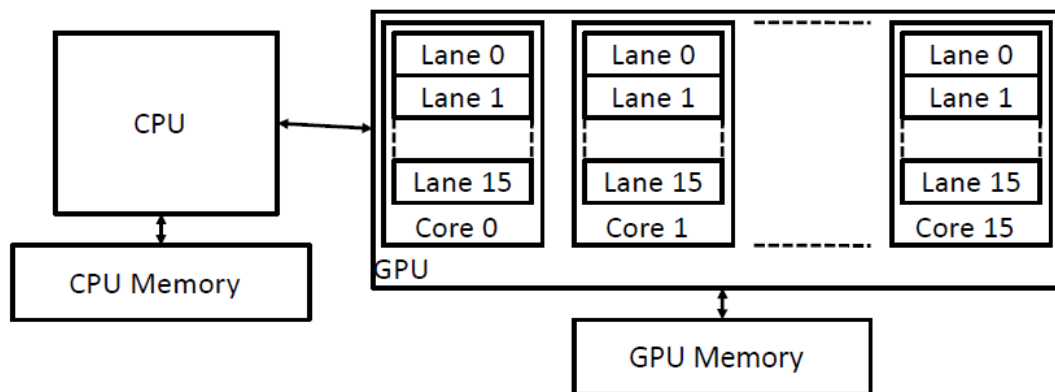 CPU
CPU Memory
Lane 0
Lane 1
Lane 15
Core 0
Lane 0
Lane 1
Lane 15
Core 1
Lane 0
Lane 1
Lane 15
Core 15
GPU
GPU Memory